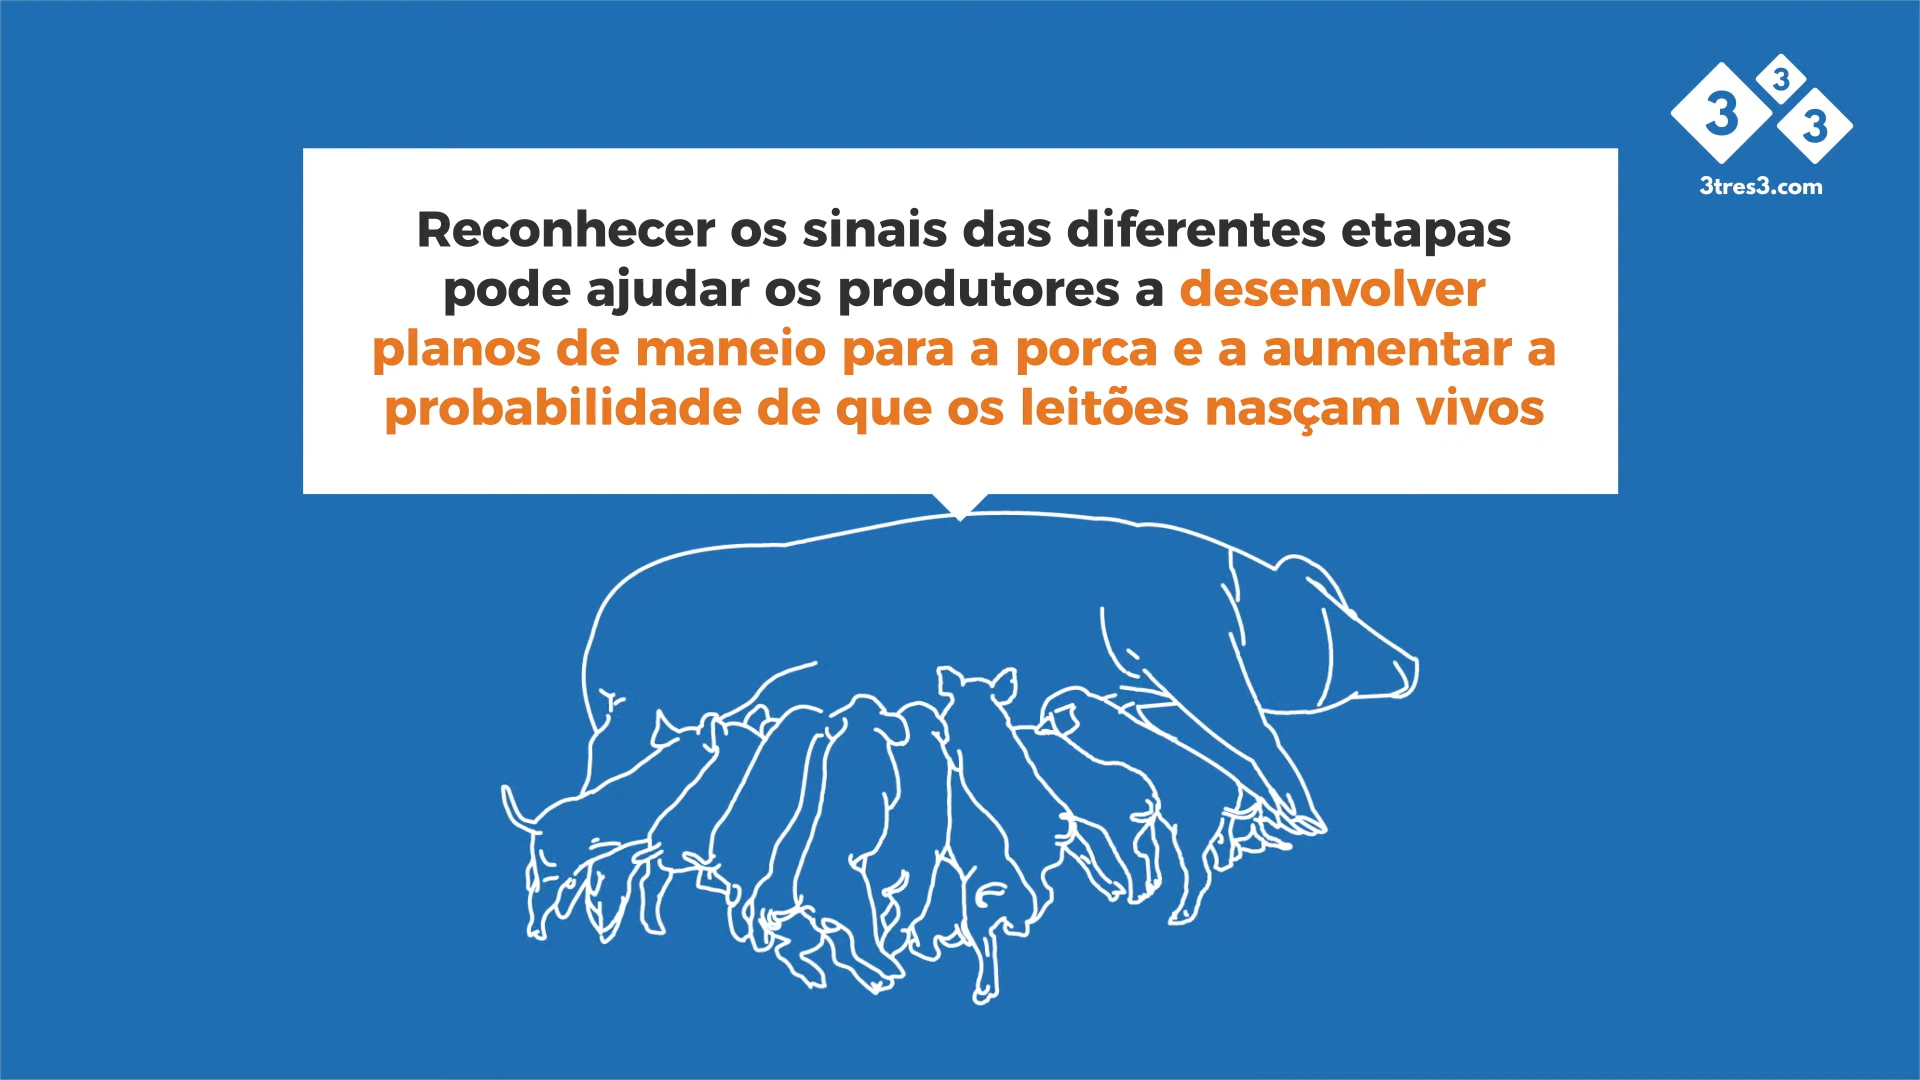 3
3
3
3tres3.com
Reconhecer os sinais das diferentes etapas
pode ajudar os produtores a desenvolver
planos de maneio para a porca e a aumentar a
probabilidade de que os leitões nasçam vivos